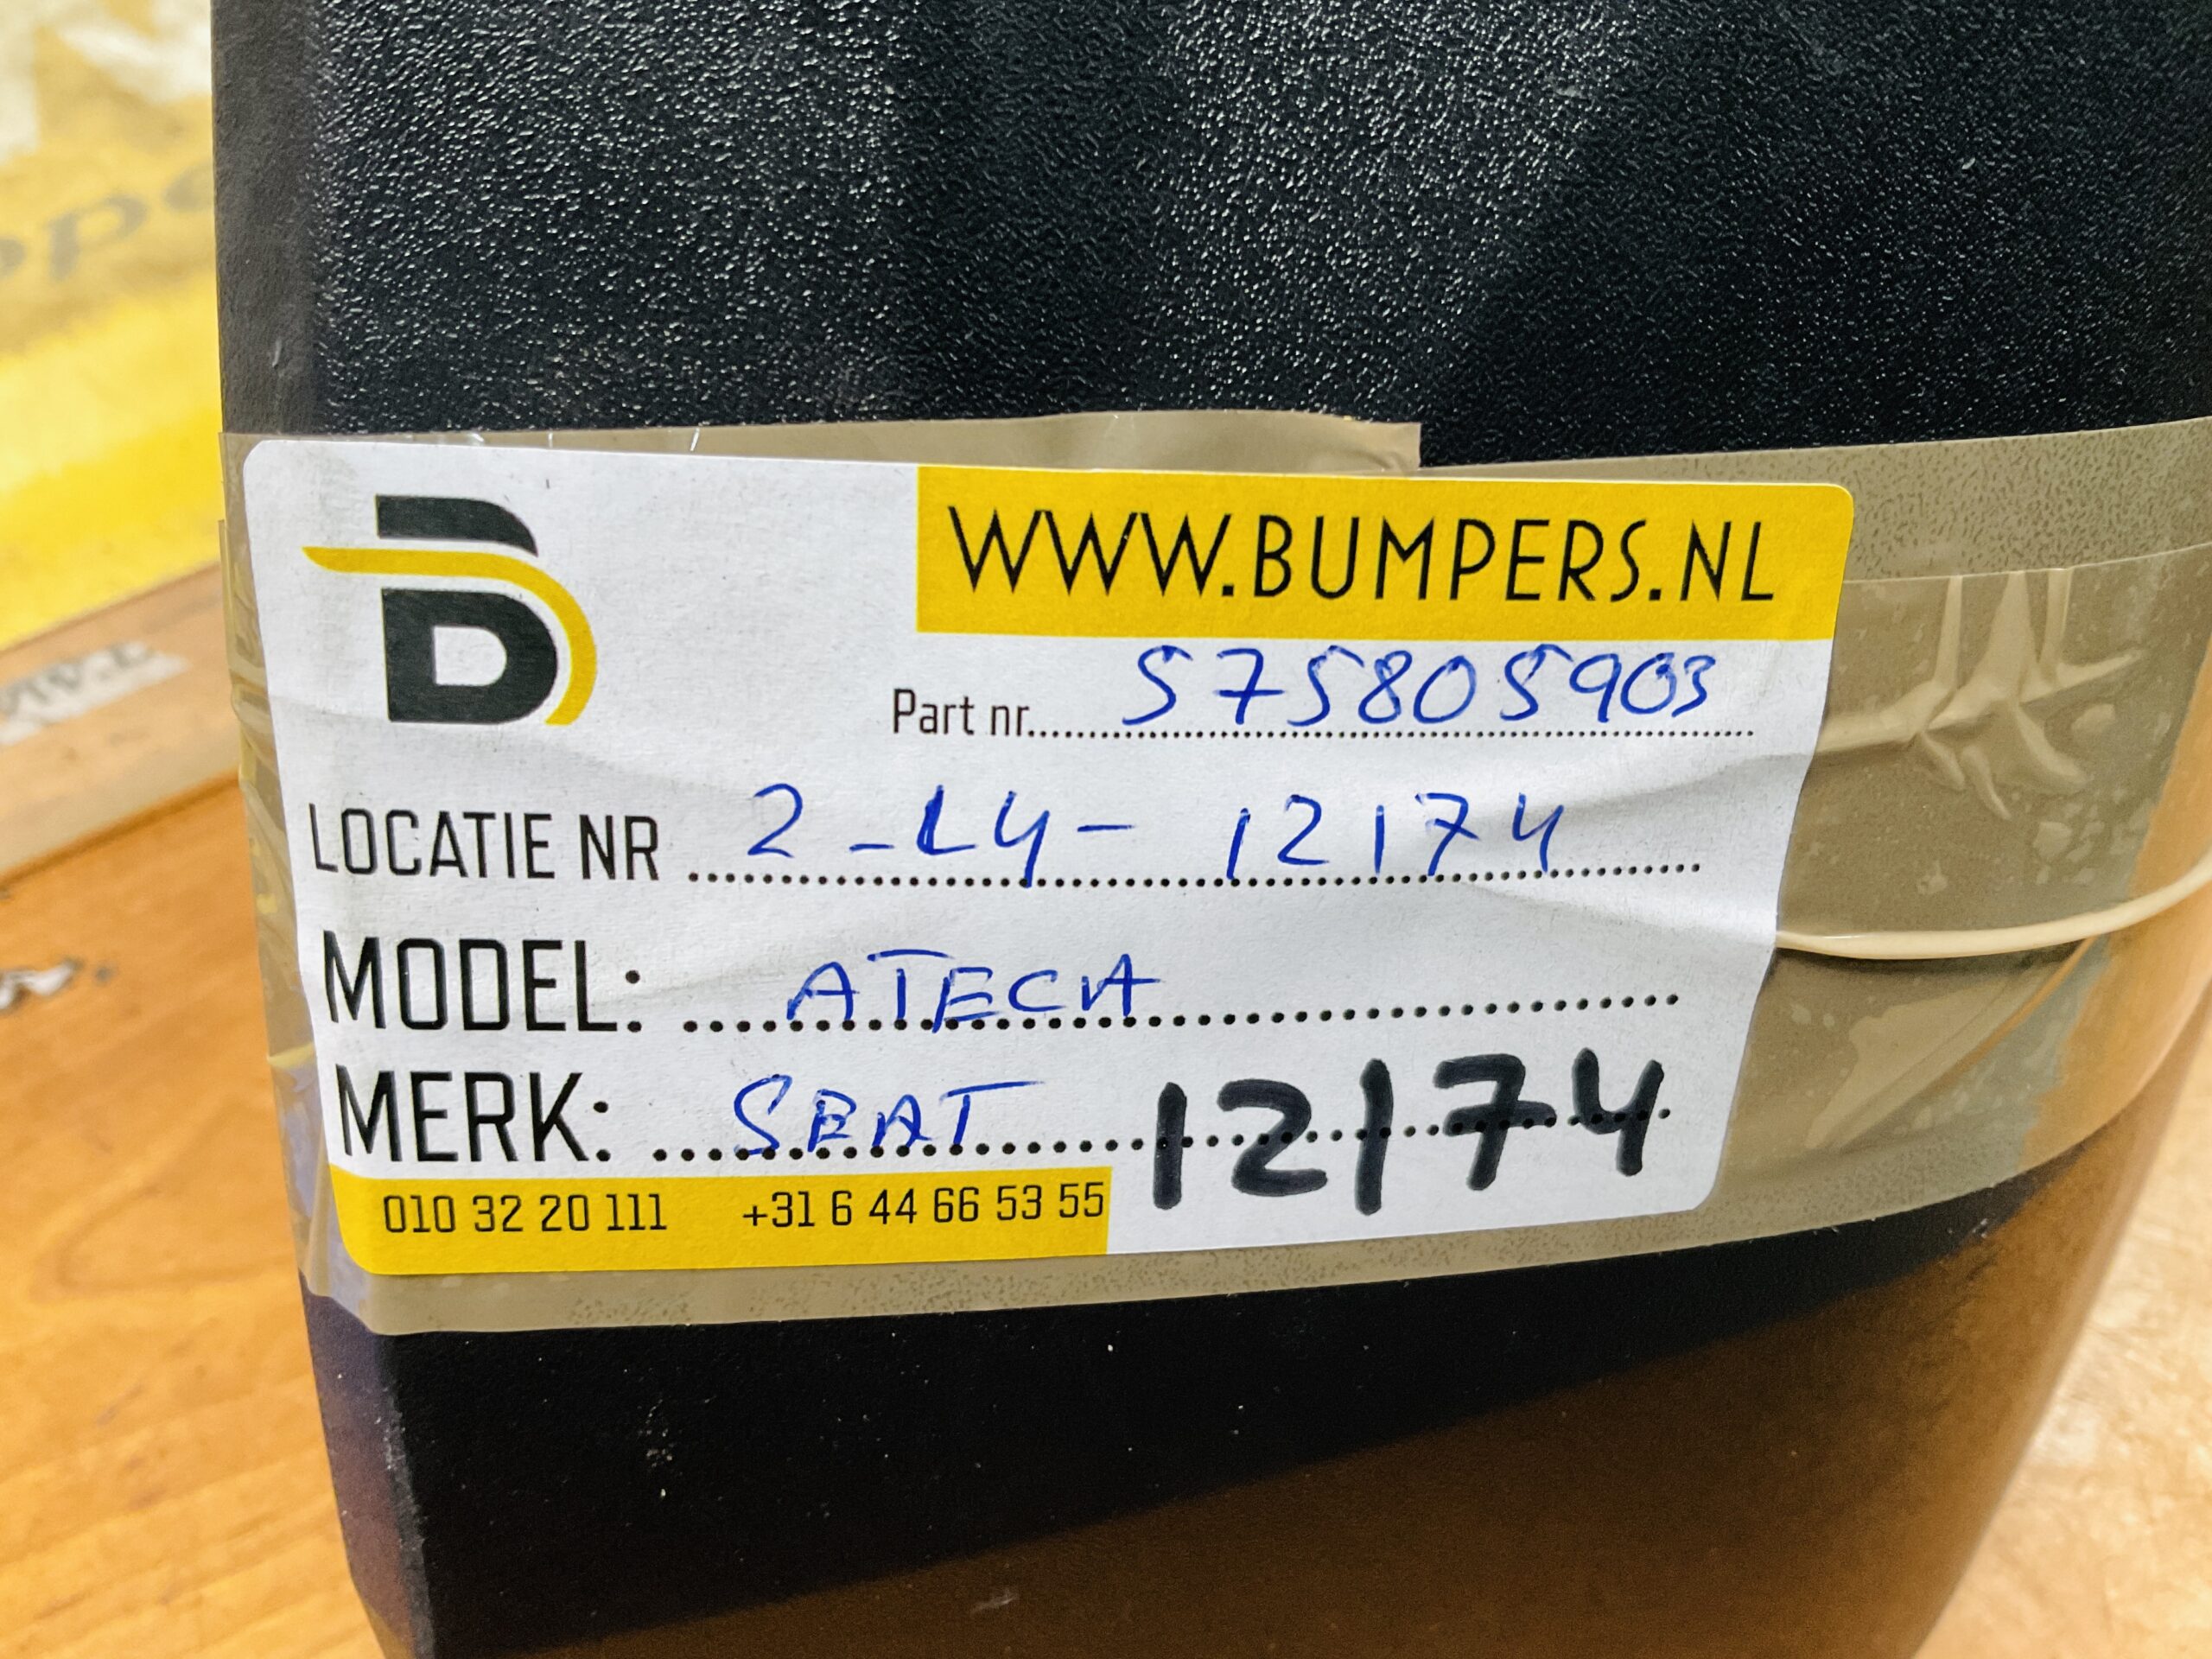 WWW.BUMPERS.NL
Part nr. 575805903
LOCATIE NR 2-L4-12174
MODEL: ATECA
MERK: SEAT 12174
010 32 20 111 +31 6 44 66 53 55